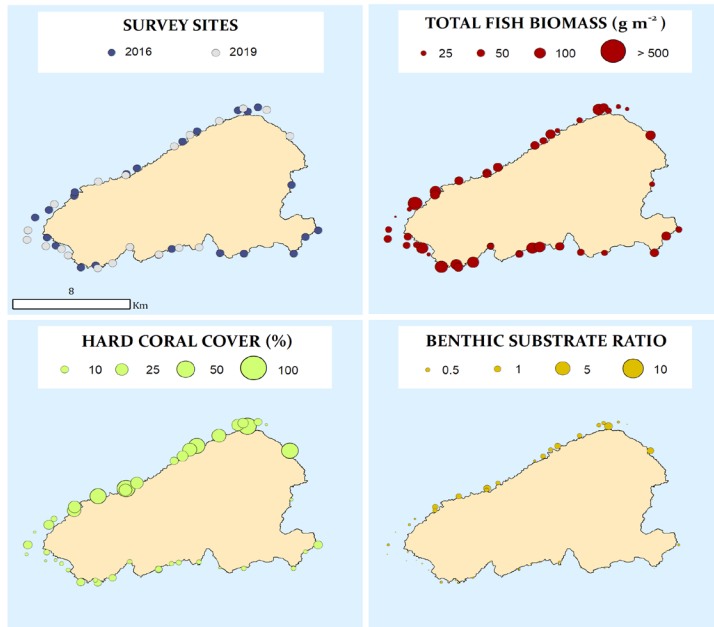 SURVEY SITES
2016 2019
8
Km
TOTAL FISH BIOMASS (g m⁻²)
25 50 100 > 500
HARD CORAL COVER (%)
10 25 50 100
BENTHIC SUBSTRATE RATIO
0.5 1 5 10